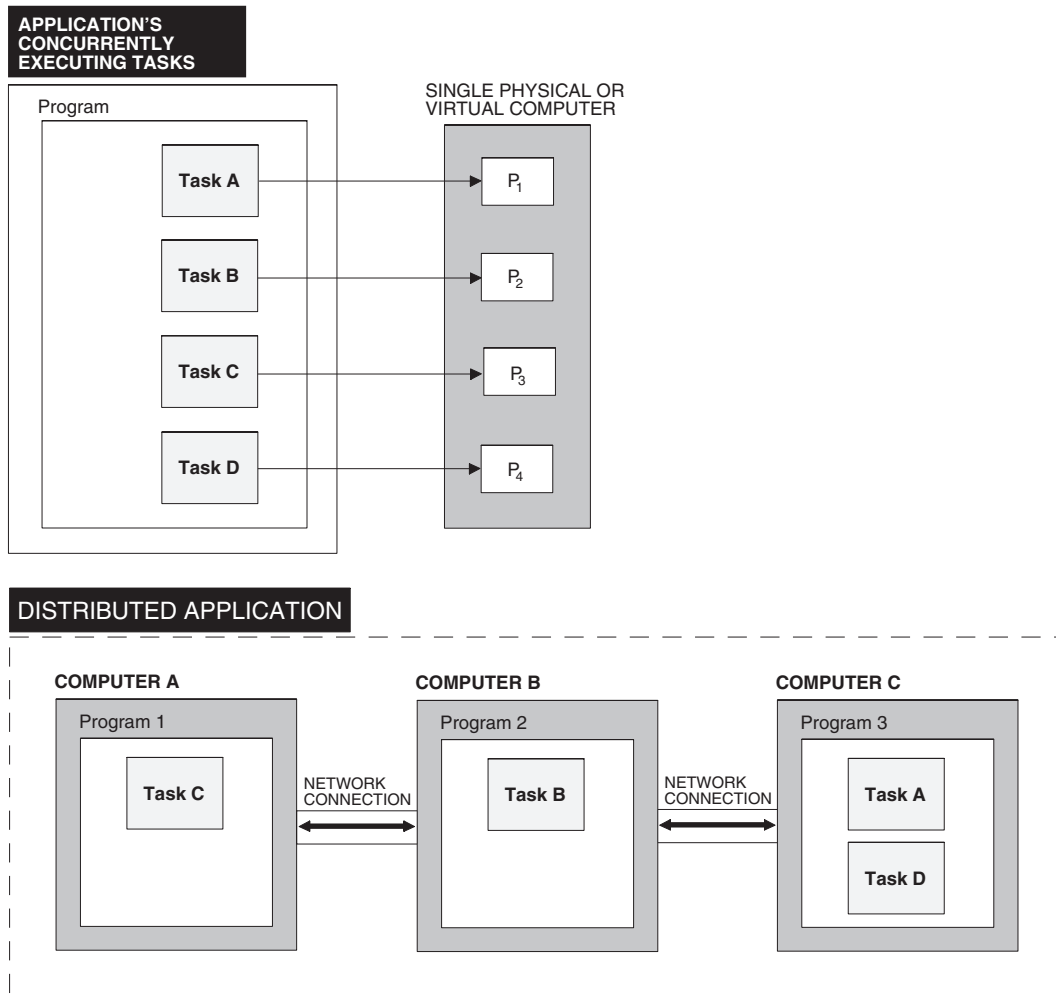 APPLICATION'S
CONCURRENTLY
EXECUTING TASKS
Program
SINGLE PHYSICAL OR
VIRTUAL COMPUTER
Task A
P1
Task B
P2
Task C
P3
Task D
P4
DISTRIBUTED APPLICATION
COMPUTER A
Program 1
Task C
NETWORK
CONNECTION
COMPUTER B
Program 2
Task B
NETWORK
CONNECTION
COMPUTER C
Program 3
Task A
Task D